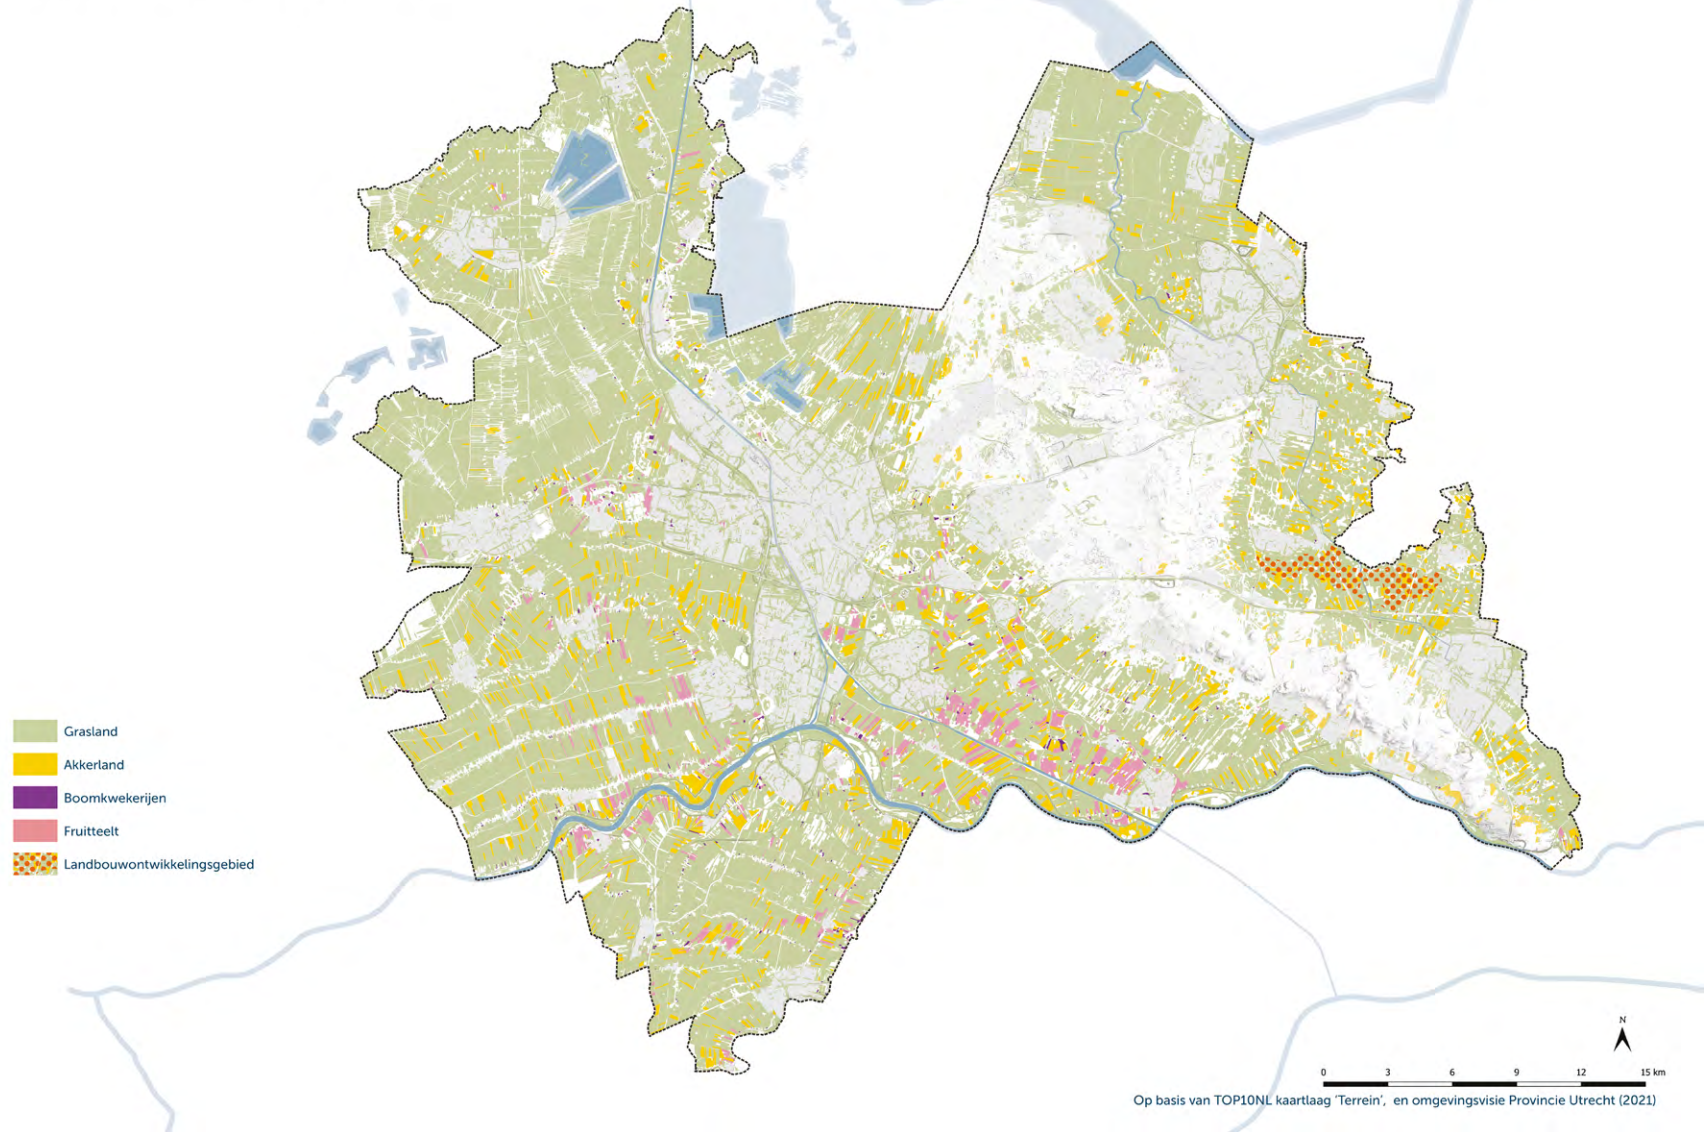 Grasland
Akkerland
Boomkwekerijen
Fruitteelt
Landbouwontwikkelingsgebied
N
0 3 6 9 12 15 km
Op basis van TOP10NL kaartlaag ‘Terrein’, en omgevingsvisie Provincie Utrecht (2021)